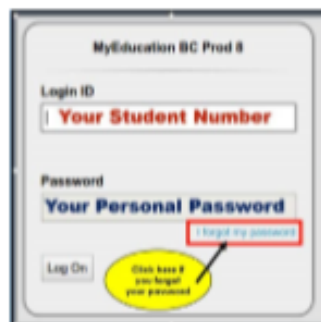 MyEducation BC Prod 8
Login ID
Your Student Number
Password
Your Personal Password
I forgot my password
Log On
Click here if
you forgot
your password